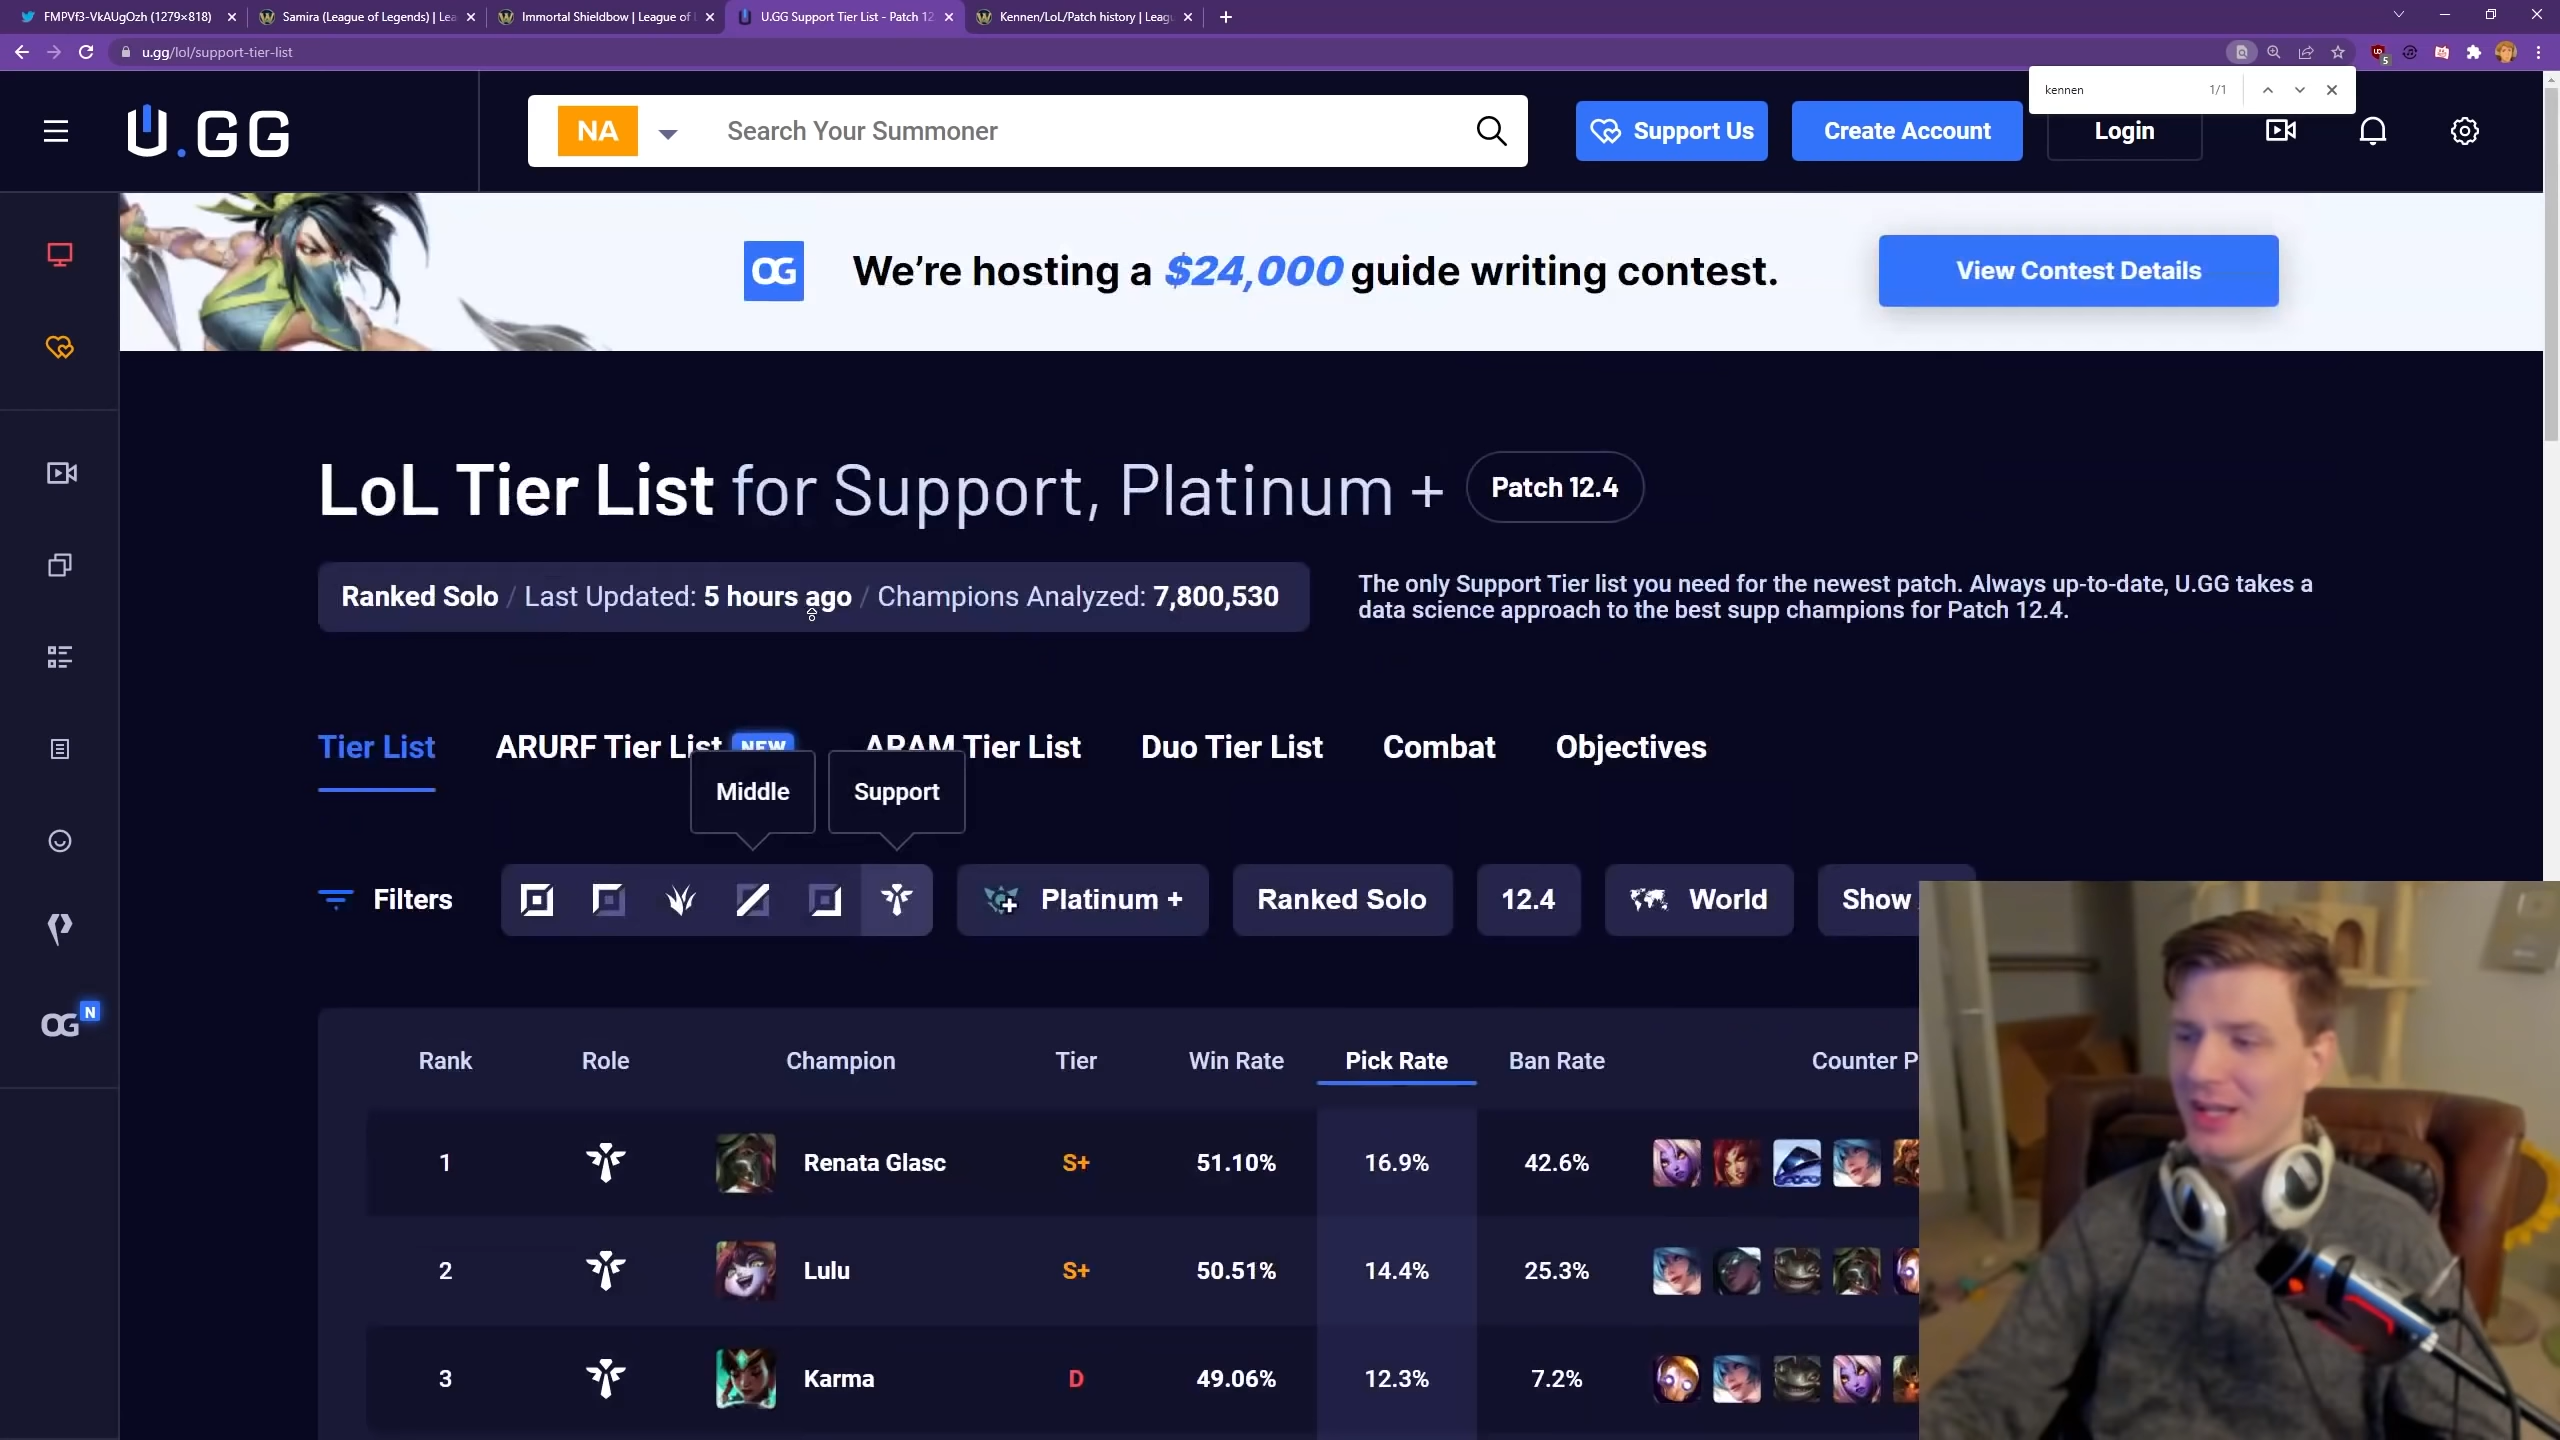 FMPVf3-VkAUgOzh (1279×818)
Samira (League of Legends) | Lea
Immortal Shieldbow | League of L
U.GG Support Tier List - Patch 12
Kennen/LoL/Patch history | Leagu
u.gg/lol/support-tier-list
5
kennen
1/1
U.GG
NA
Search Your Summoner
Support Us
Create Account
Login
OG
We're hosting a $24,000 guide writing contest.
View Contest Details
LoL Tier List for Support, Platinum +
Patch 12.4
Ranked Solo / Last Updated: 5 hours ago / Champions Analyzed: 7,800,530
The only Support Tier list you need for the newest patch. Always up-to-date, U.GG takes a
data science approach to the best supp champions for Patch 12.4.
Tier List
ARURF Tier List
NEW
ARAM Tier List
Duo Tier List
Combat
Objectives
Middle
Support
Filters
Platinum +
Ranked Solo
12.4
World
Show
OG
N
Rank
Role
Champion
Tier
Win Rate
Pick Rate
Ban Rate
Counter P
1
Renata Glasc
S+
51.10%
16.9%
42.6%
2
Lulu
S+
50.51%
14.4%
25.3%
3
Karma
D
49.06%
12.3%
7.2%